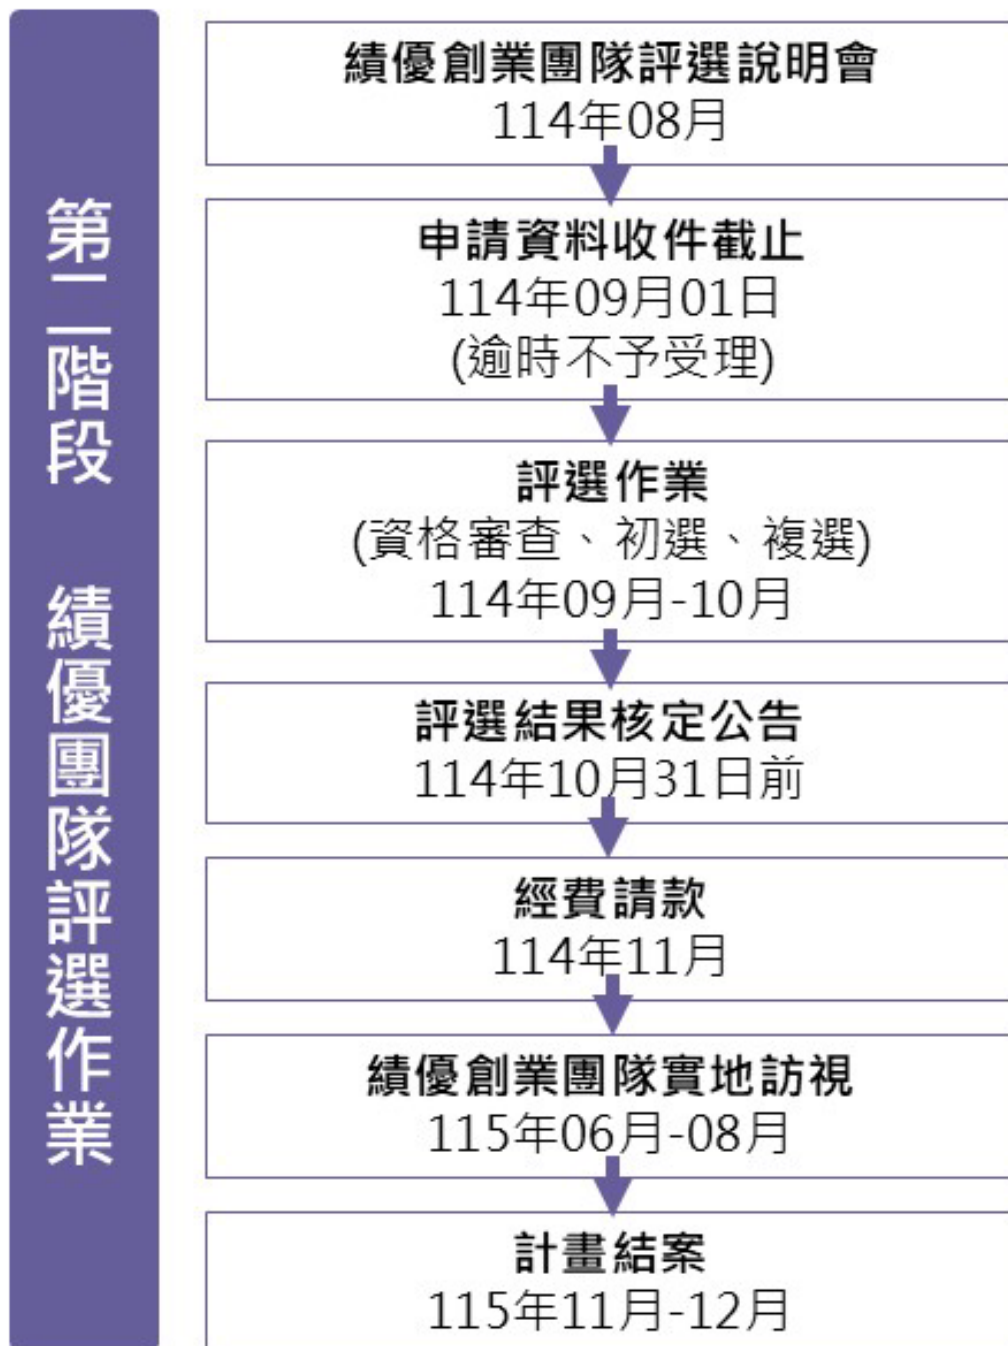 第二階段 績優團隊評選作業
績優創業團隊評選說明會
114年08月
申請資料收件截止
114年09月01日
(逾時不予受理)
評選作業
(資格審查、初選、複選)
114年09月-10月
評選結果核定公告
114年10月31日前
經費請款
114年11月
績優創業團隊實地訪視
115年06月-08月
計畫結案
115年11月-12月